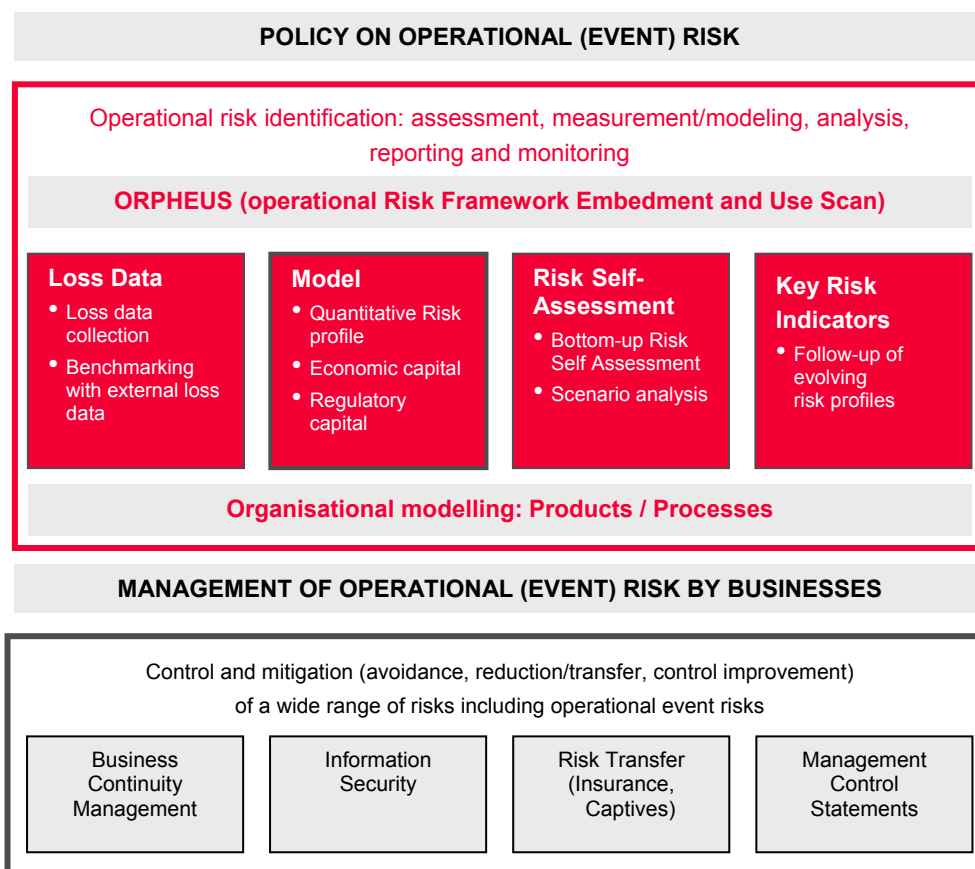 POLICY ON OPERATIONAL (EVENT) RISK
Operational risk identification: assessment, measurement/modeling, analysis,
reporting and monitoring
ORPHEUS (operational Risk Framework Embedment and Use Scan)
Loss Data
• Loss data
collection
• Benchmarking
with external loss
data
Model
• Quantitative Risk
profile
• Economic capital
• Regulatory
capital
Risk Self-
Assessment
• Bottom-up Risk
Self Assessment
• Scenario analysis
Key Risk
Indicators
• Follow-up of
evolving
risk profiles
Organisational modelling: Products / Processes
MANAGEMENT OF OPERATIONAL (EVENT) RISK BY BUSINESSES
Control and mitigation (avoidance, reduction/transfer, control improvement)
of a wide range of risks including operational event risks
Business
Continuity
Management
Information
Security
Risk Transfer
(Insurance,
Captives)
Management
Control
Statements